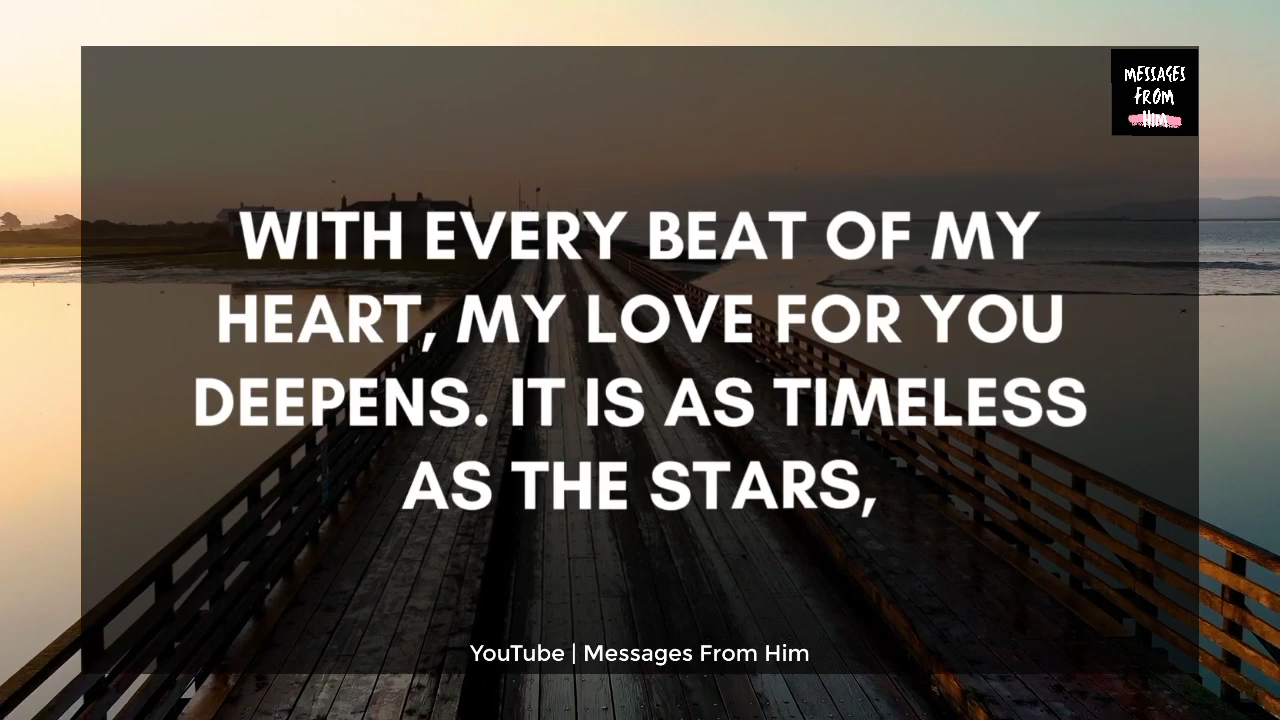 MESSAGES
FROM
HIM
WITH EVERY BEAT OF MY
HEART, MY LOVE FOR YOU
DEEPENS. IT IS AS TIMELESS
AS THE STARS,
YouTube | Messages From Him